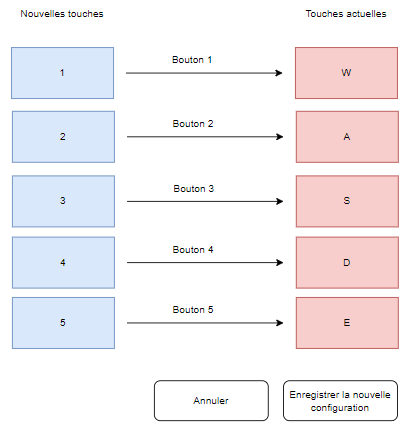 Nouvelles touches
Touches actuelles
1
Bouton 1
W
2
Bouton 2
A
3
Bouton 3
S
4
Bouton 4
D
5
Bouton 5
E
Annuler
Enregistrer la nouvelle
configuration